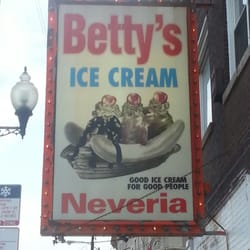 Betty's
ICE CREAM
GOOD ICE CREAM
FOR GOOD PEOPLE
Neveria